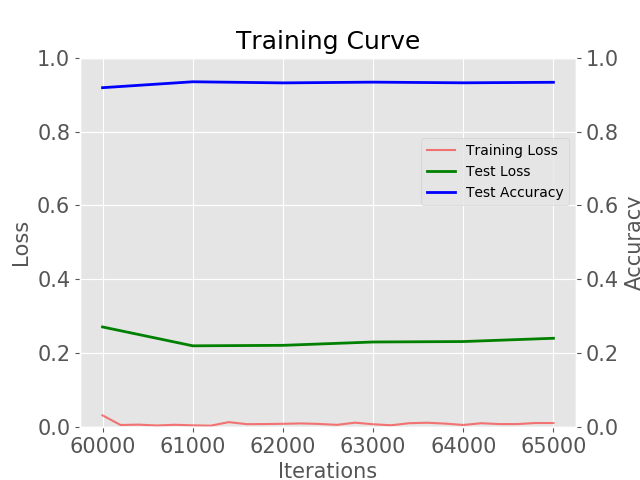 Training Curve
1.0
0.8
0.6
0.4
0.2
0.0
Loss
1.0
0.8
0.6
0.4
0.2
0.0
Accuracy
Training Loss
Test Loss
Test Accuracy
60000 61000 62000 63000 64000 65000
Iterations